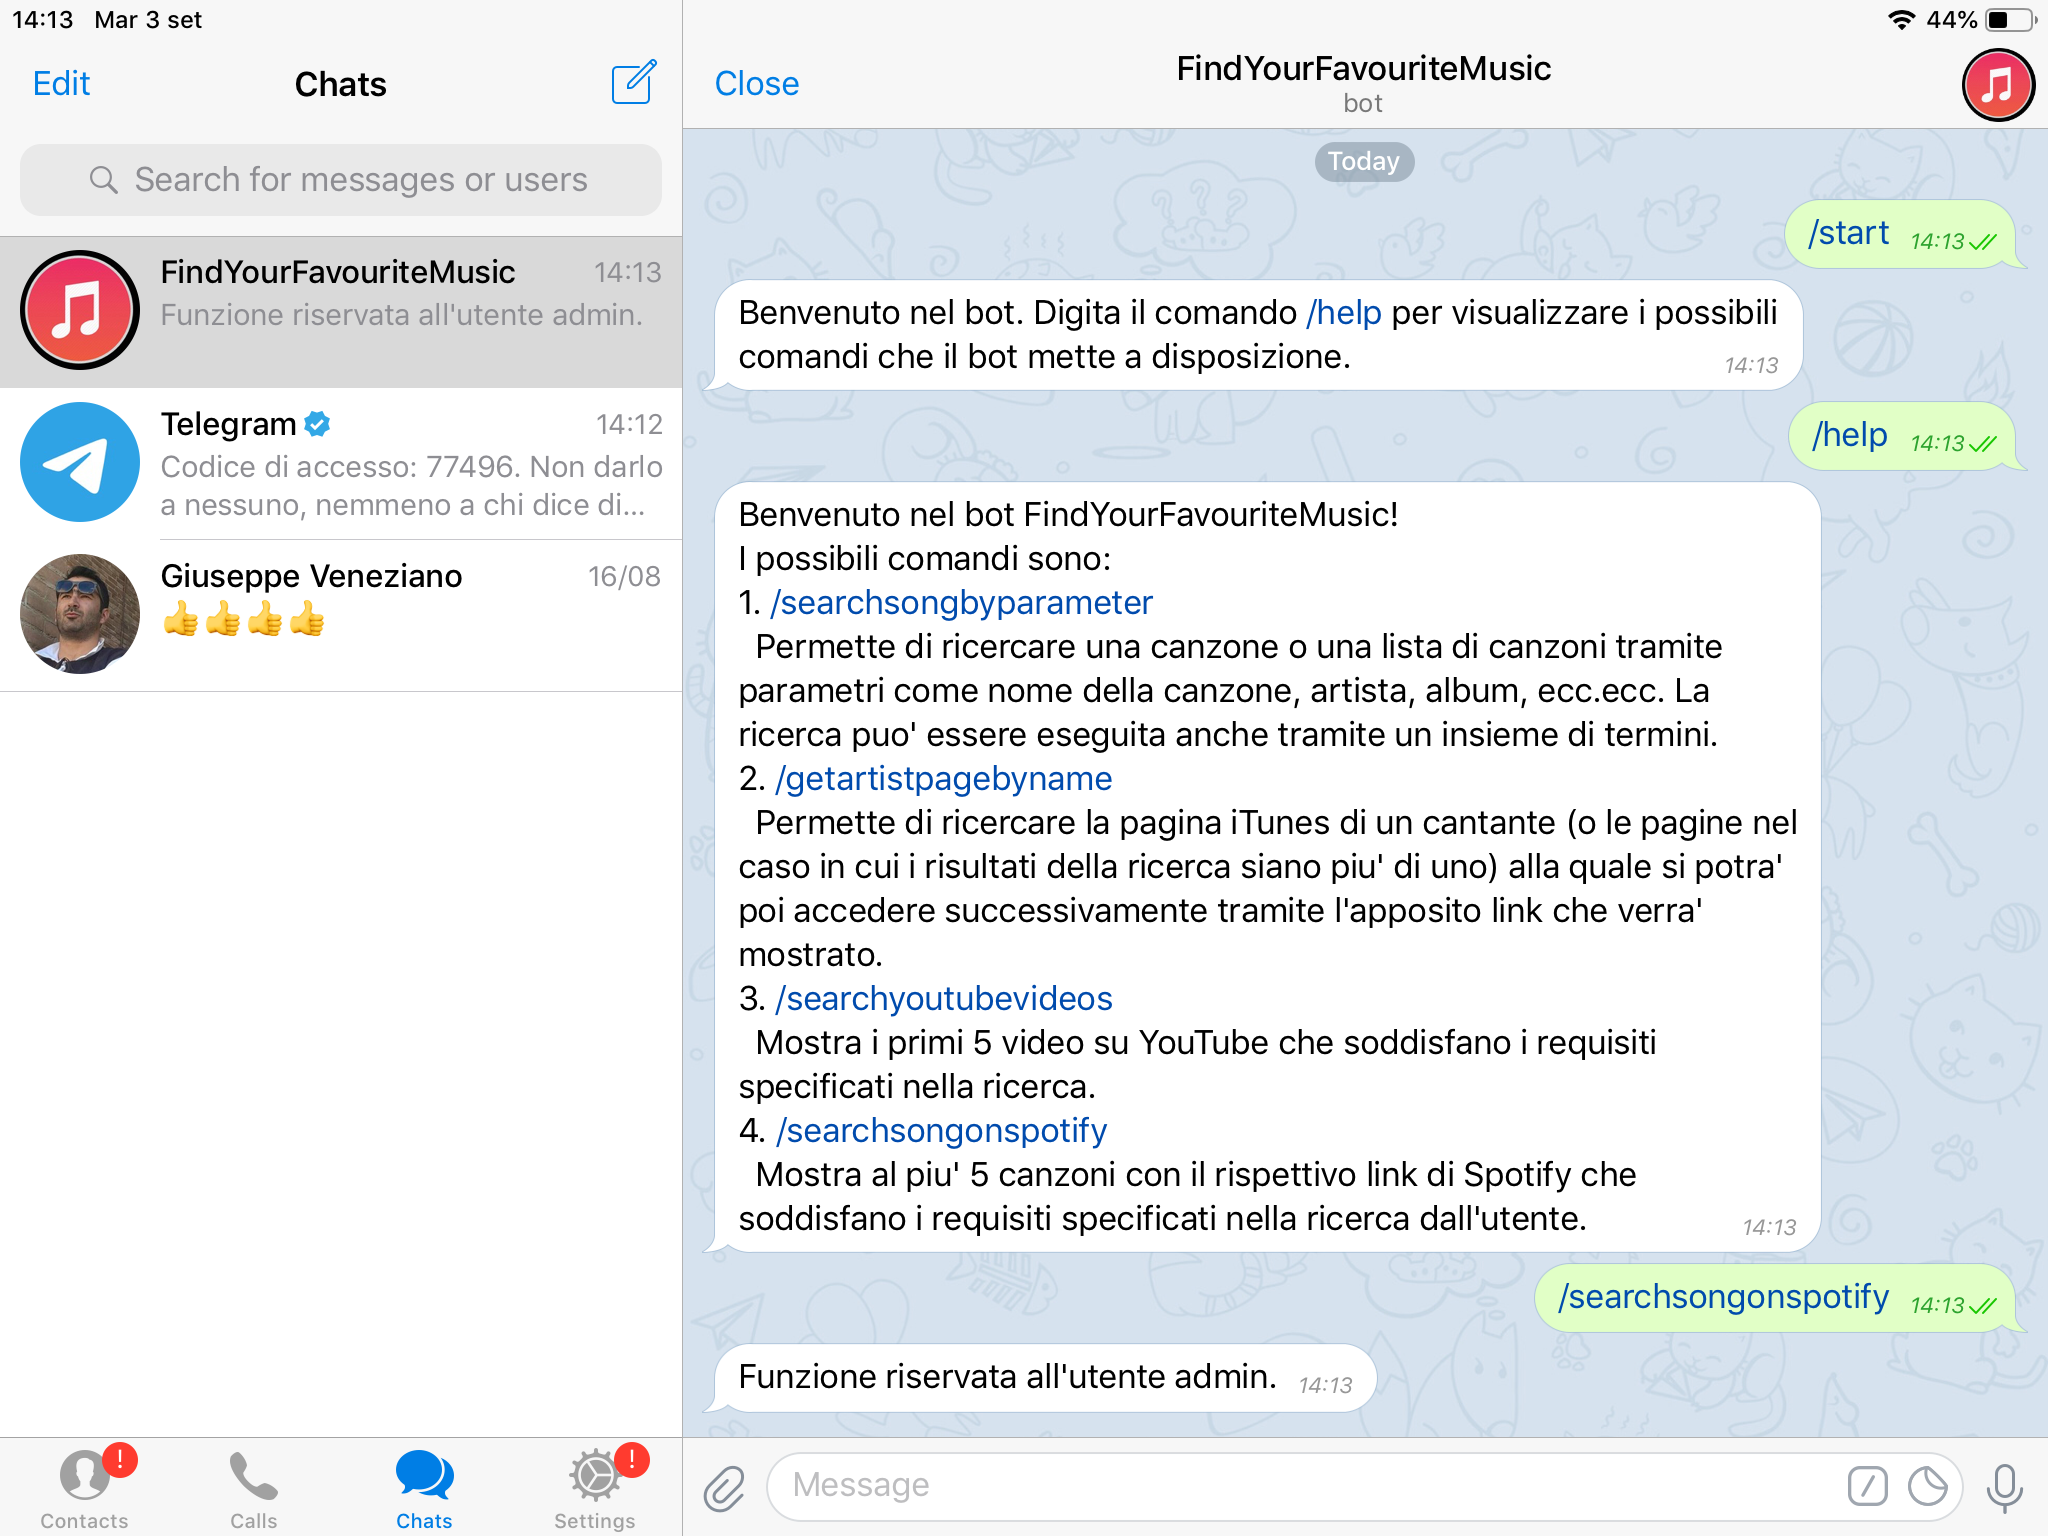 14:13 Mar 3 set
44%
Edit
Chats
Search for messages or users
FindYourFavouriteMusic 14:13
Funzione riservata all'utente admin.
Telegram 14:12
Codice di accesso: 77496. Non darlo
a nessuno, nemmeno a chi dice di...
Giuseppe Veneziano 16/08
👍👍👍👍
! !
Contacts
Calls
Chats
Settings
Close
FindYourFavouriteMusic
bot
Today
/start 14:13
Benvenuto nel bot. Digita il comando /help per visualizzare i possibili
comandi che il bot mette a disposizione. 14:13
/help 14:13
Benvenuto nel bot FindYourFavouriteMusic!
I possibili comandi sono:
1. /searchsongbyparameter
Permette di ricercare una canzone o una lista di canzoni tramite
parametri come nome della canzone, artista, album, ecc.ecc. La
ricerca puo' essere eseguita anche tramite un insieme di termini.
2. /getartistpagebyname
Permette di ricercare la pagina iTunes di un cantante (o le pagine nel
caso in cui i risultati della ricerca siano piu' di uno) alla quale si potra'
poi accedere successivamente tramite l'apposito link che verra'
mostrato.
3. /searchyoutubevideos
Mostra i primi 5 video su YouTube che soddisfano i requisiti
specificati nella ricerca.
4. /searchsongonspotify
Mostra al piu' 5 canzoni con il rispettivo link di Spotify che
soddisfano i requisiti specificati nella ricerca dall'utente. 14:13
/searchsongonspotify 14:13
Funzione riservata all'utente admin. 14:13
Message